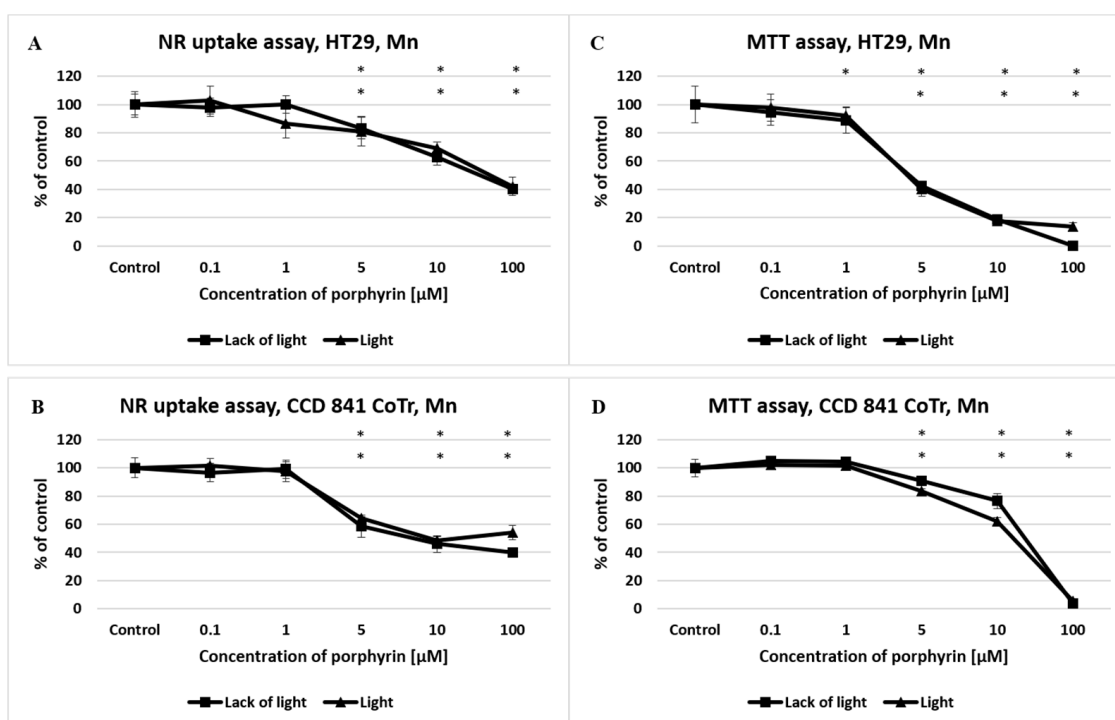 A
NR uptake assay, HT29, Mn
* * *
* * *
% of control
120
100
80
60
40
20
0
Control 0.1 1 5 10 100
Concentration of porphyrin [µM]
Lack of light Light
C
MTT assay, HT29, Mn
* * * *
* * *
% of control
120
100
80
60
40
20
0
Control 0.1 1 5 10 100
Concentration of porphyrin [µM]
Lack of light Light
B
NR uptake assay, CCD 841 CoTr, Mn
* * *
* * *
% of control
120
100
80
60
40
20
0
Control 0.1 1 5 10 100
Concentration of porphyrin [µM]
Lack of light Light
D
MTT assay, CCD 841 CoTr, Mn
* * *
* * *
% of control
120
100
80
60
40
20
0
Control 0.1 1 5 10 100
Concentration of porphyrin [µM]
Lack of light Light